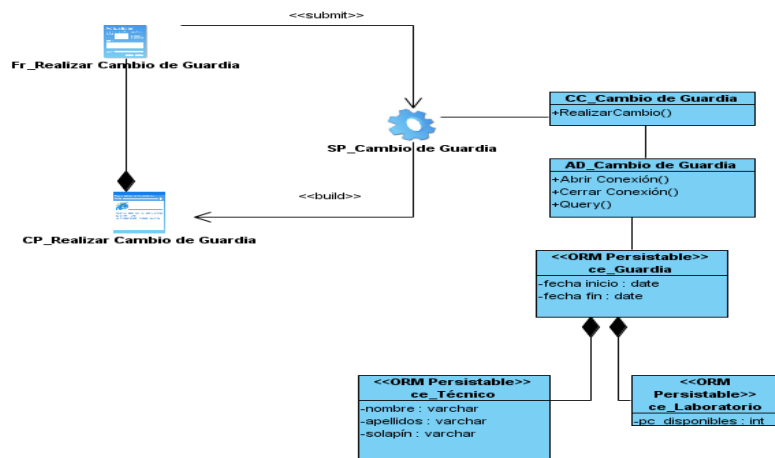 <<submit>>
Fr_Realizar Cambio de Guardia
CC_Cambio de Guardia
+RealizarCambio()
SP_Cambio de Guardia
AD_Cambio de Guardia
+Abrir Conexión()
+Cerrar Conexión()
+Query()
<<build>>
CP_Realizar Cambio de Guardia
<<ORM Persistable>>
ce_Guardia
-fecha inicio : date
-fecha fin : date
<<ORM Persistable>>
ce_Técnico
-nombre : varchar
-apellidos : varchar
-solapín : varchar
<<ORM
Persistable>>
ce_Laboratorio
-pc_disponibles : int